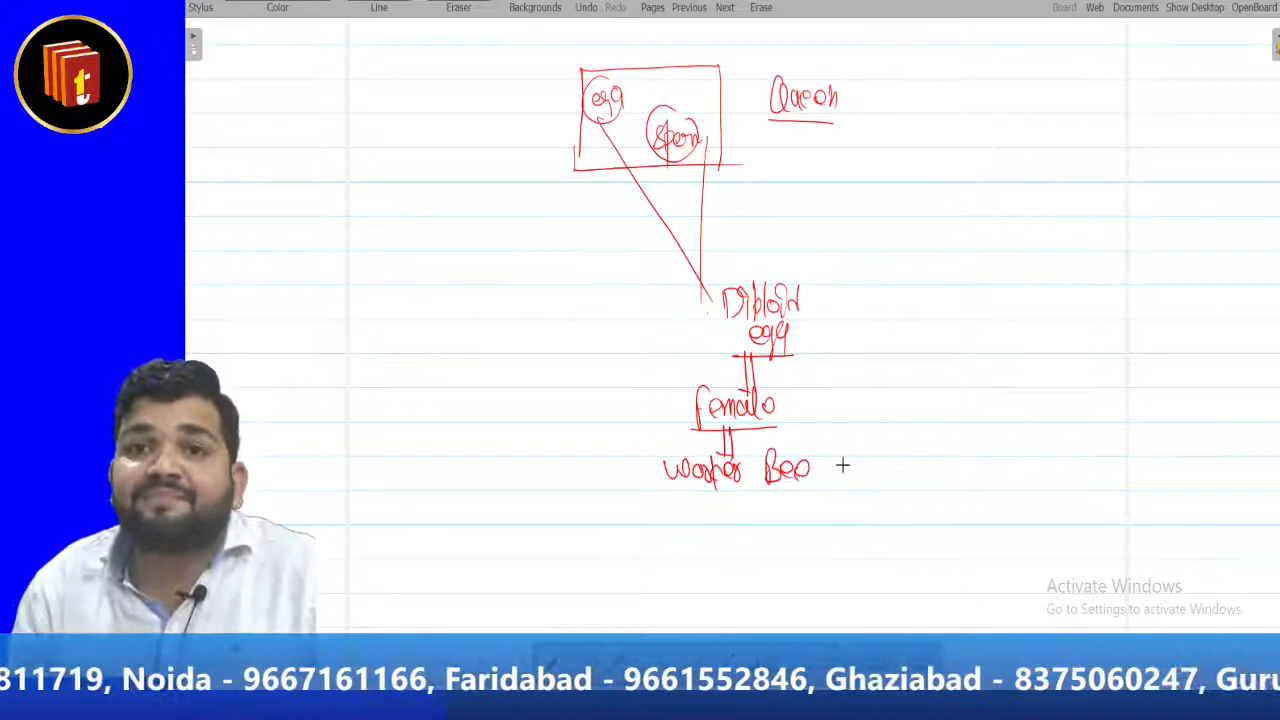 Stylus Color Line Eraser Backgrounds Undo Redo Pages Previous Next Erase Board Web Documents Show Desktop OpenBoard
t
egg
Queen
sperm
Diploid
egg
female
worker Bee
Activate Windows
Go to Settings to activate Windows.
811719, Noida - 9667161166, Faridabad - 9661552846, Ghaziabad - 8375060247, Guru